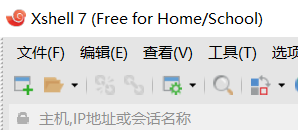 Xshell 7 (Free for Home/School)
文件(F) 编辑(E) 查看(V) 工具(T) 选项
主机,IP地址或会话名称